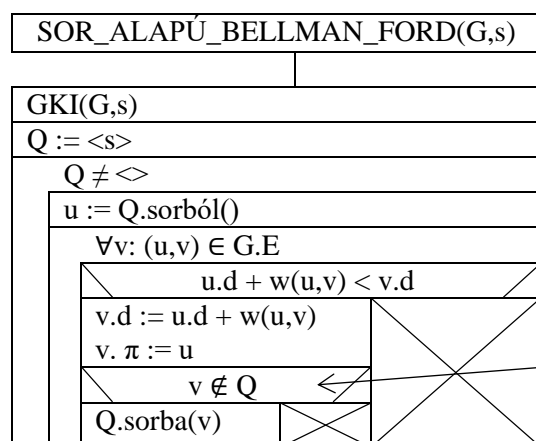 SOR_ALAPÚ_BELLMAN_FORD(G,s)
GKI(G,s)
Q := <s>
Q ≠ <>
u := Q.sorból()
∀v: (u,v) ∈ G.E
u.d + w(u,v) < v.d
v.d := u.d + w(u,v)
v. π := u
v ∉ Q
Q.sorba(v)